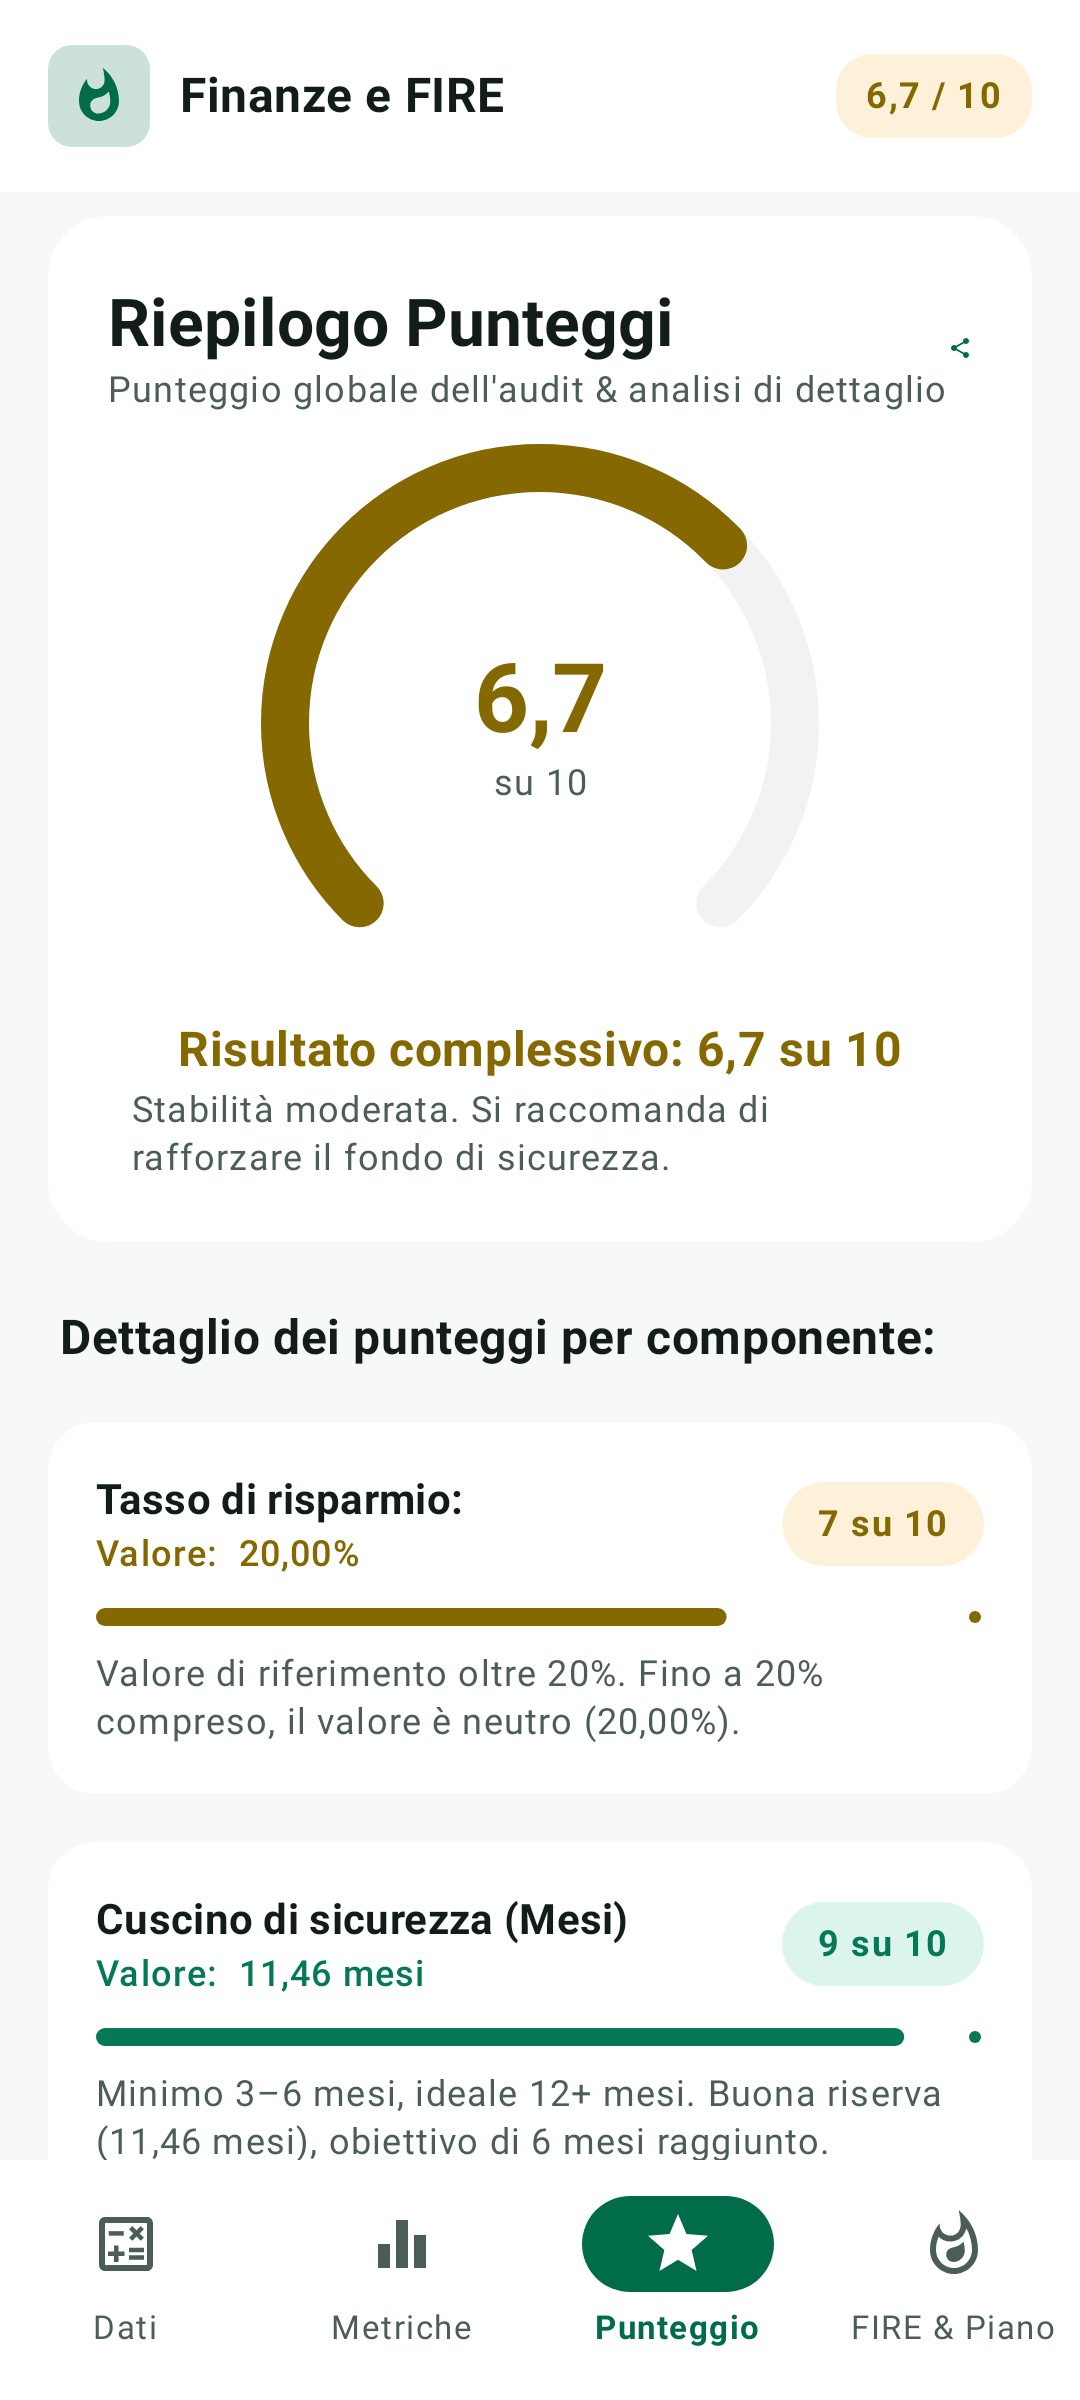 Finanze e FIRE
6,7 / 10
Riepilogo Punteggi
Punteggio globale dell'audit & analisi di dettaglio
6,7
su 10
Risultato complessivo: 6,7 su 10
Stabilità moderata. Si raccomanda di
rafforzare il fondo di sicurezza.
Dettaglio dei punteggi per componente:
Tasso di risparmio:
7 su 10
Valore: 20,00%
Valore di riferimento oltre 20%. Fino a 20%
compreso, il valore è neutro (20,00%).
Cuscino di sicurezza (Mesi)
9 su 10
Valore: 11,46 mesi
Minimo 3–6 mesi, ideale 12+ mesi. Buona riserva
(11,46 mesi), obiettivo di 6 mesi raggiunto.
Dati
Metriche
Punteggio
FIRE & Piano